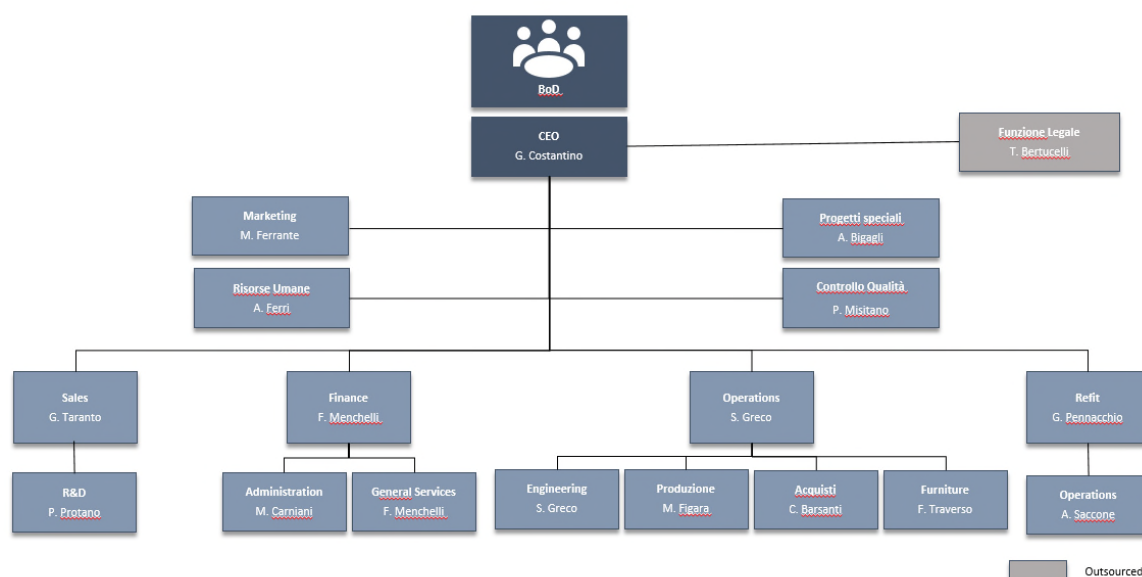 BoD
CEO
G. Costantino
Funzione Legale
T. Bertucelli
Marketing
M. Ferrante
Progetti speciali
A. Bigagli
Risorse Umane
A. Ferri
Controllo Qualità
P. Misitano
Sales
G. Taranto
Finance
F. Menchelli
Operations
S. Greco
Refit
G. Pennacchio
R&D
P. Protano
Administration
M. Carniani
General Services
F. Menchelli
Engineering
S. Greco
Produzione
M. Figara
Acquisti
C. Barsanti
Furniture
F. Traverso
Operations
A. Saccone
Outsourced